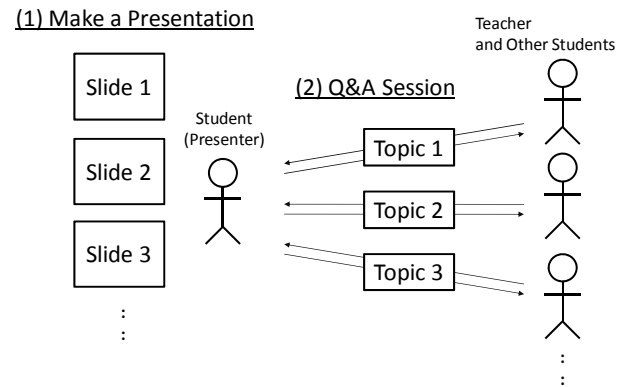 (1) Make a Presentation
Slide 1
Slide 2
Slide 3
:
:
Student
(Presenter)
(2) Q&A Session
Topic 1
Topic 2
Topic 3
Teacher
and Other Students
:
: